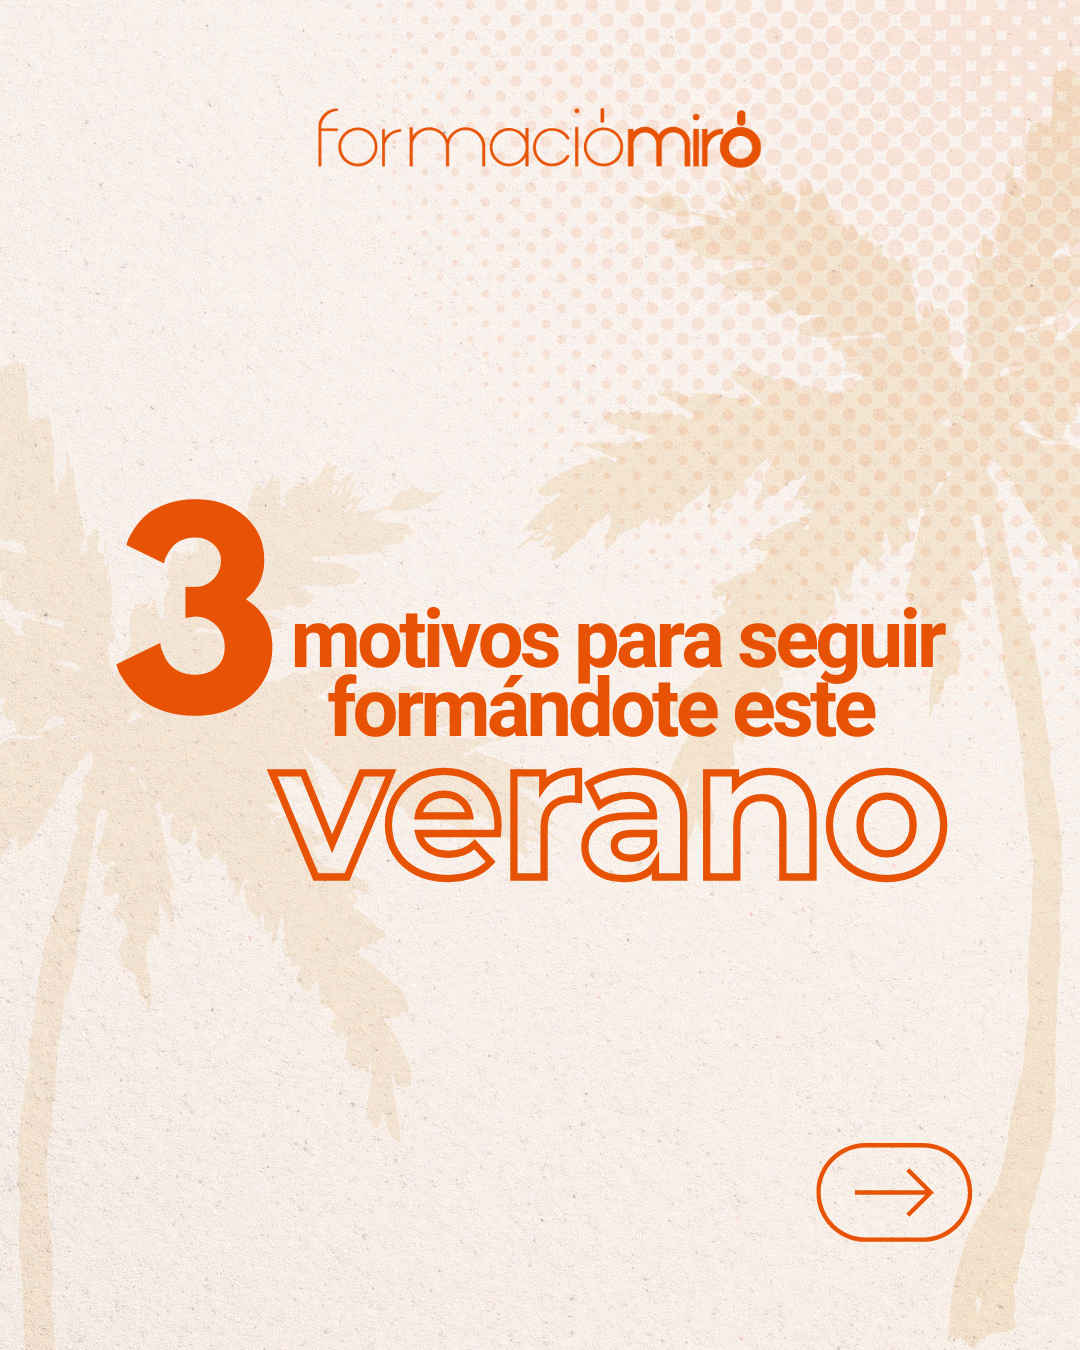 formaciómiró
3 motivos para seguir
formándote este
verano